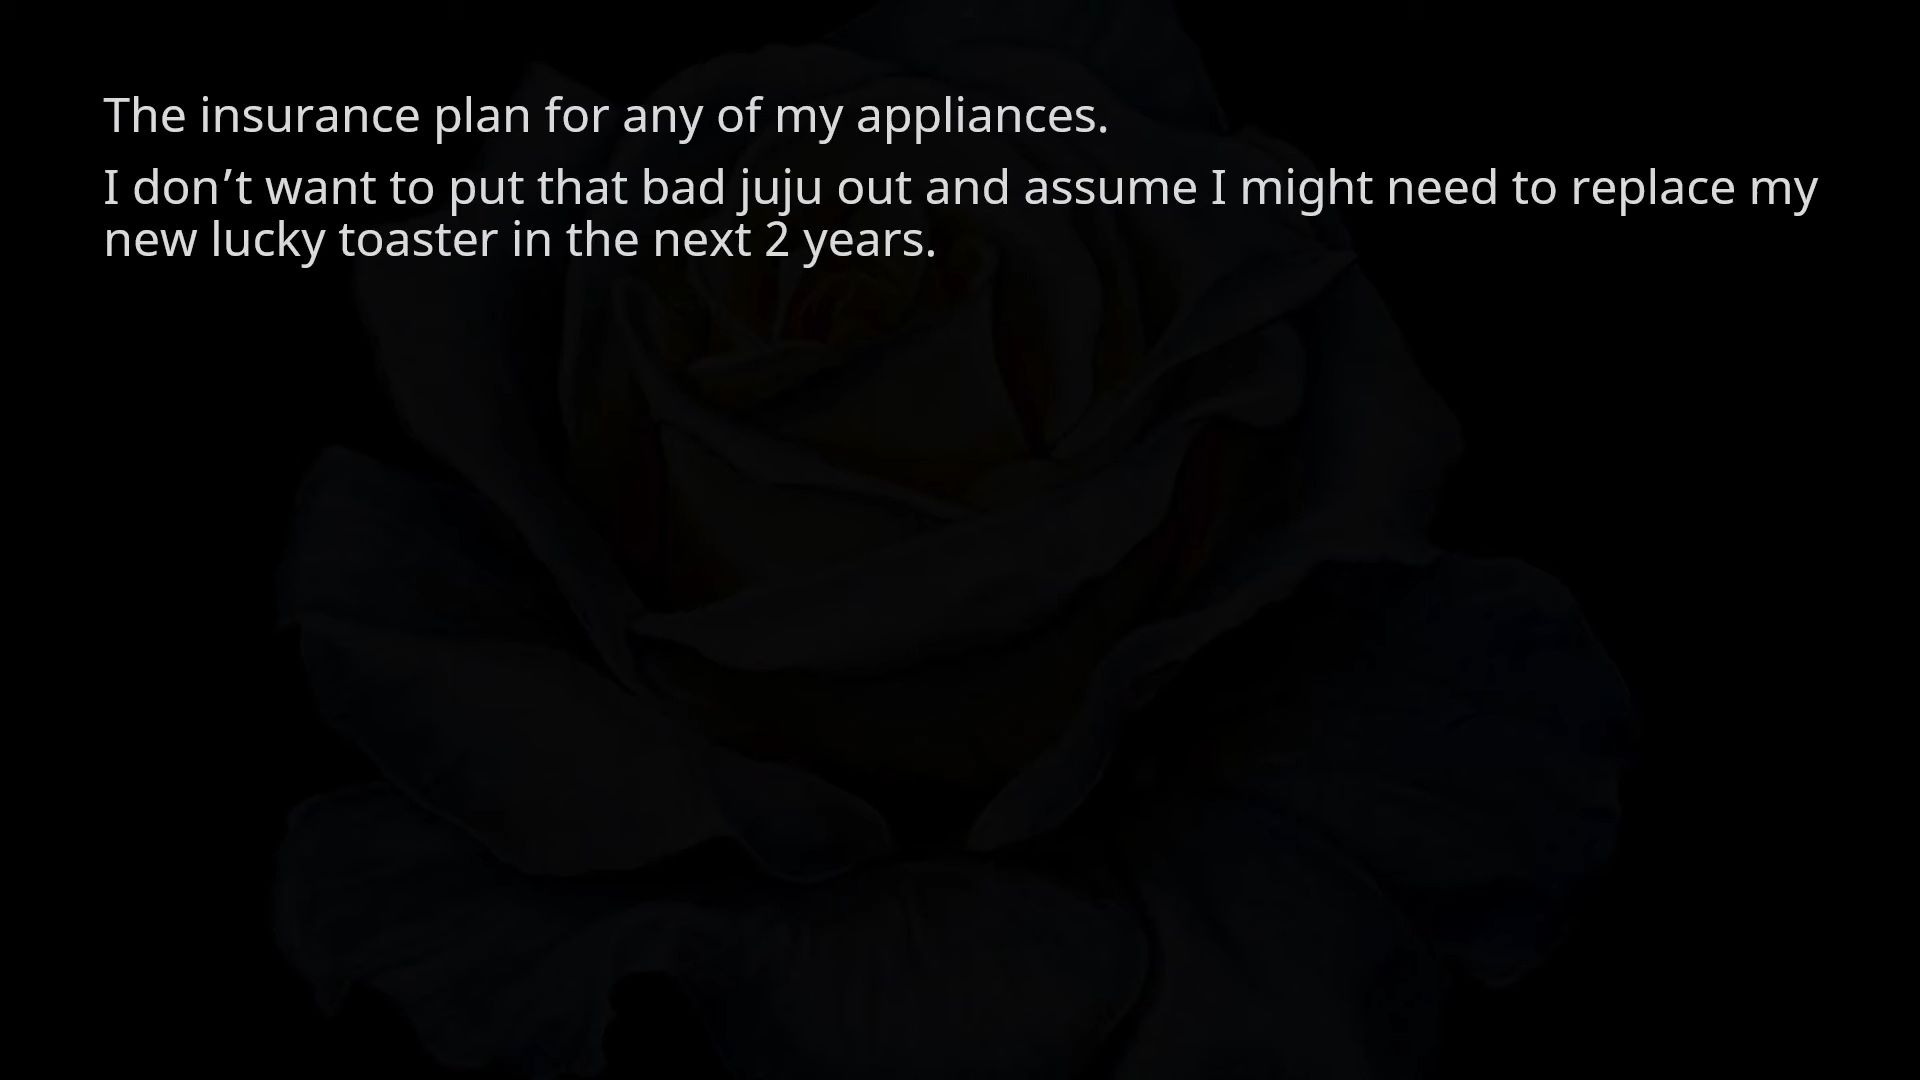 The insurance plan for any of my appliances.
I don’t want to put that bad juju out and assume I might need to replace my
new lucky toaster in the next 2 years.